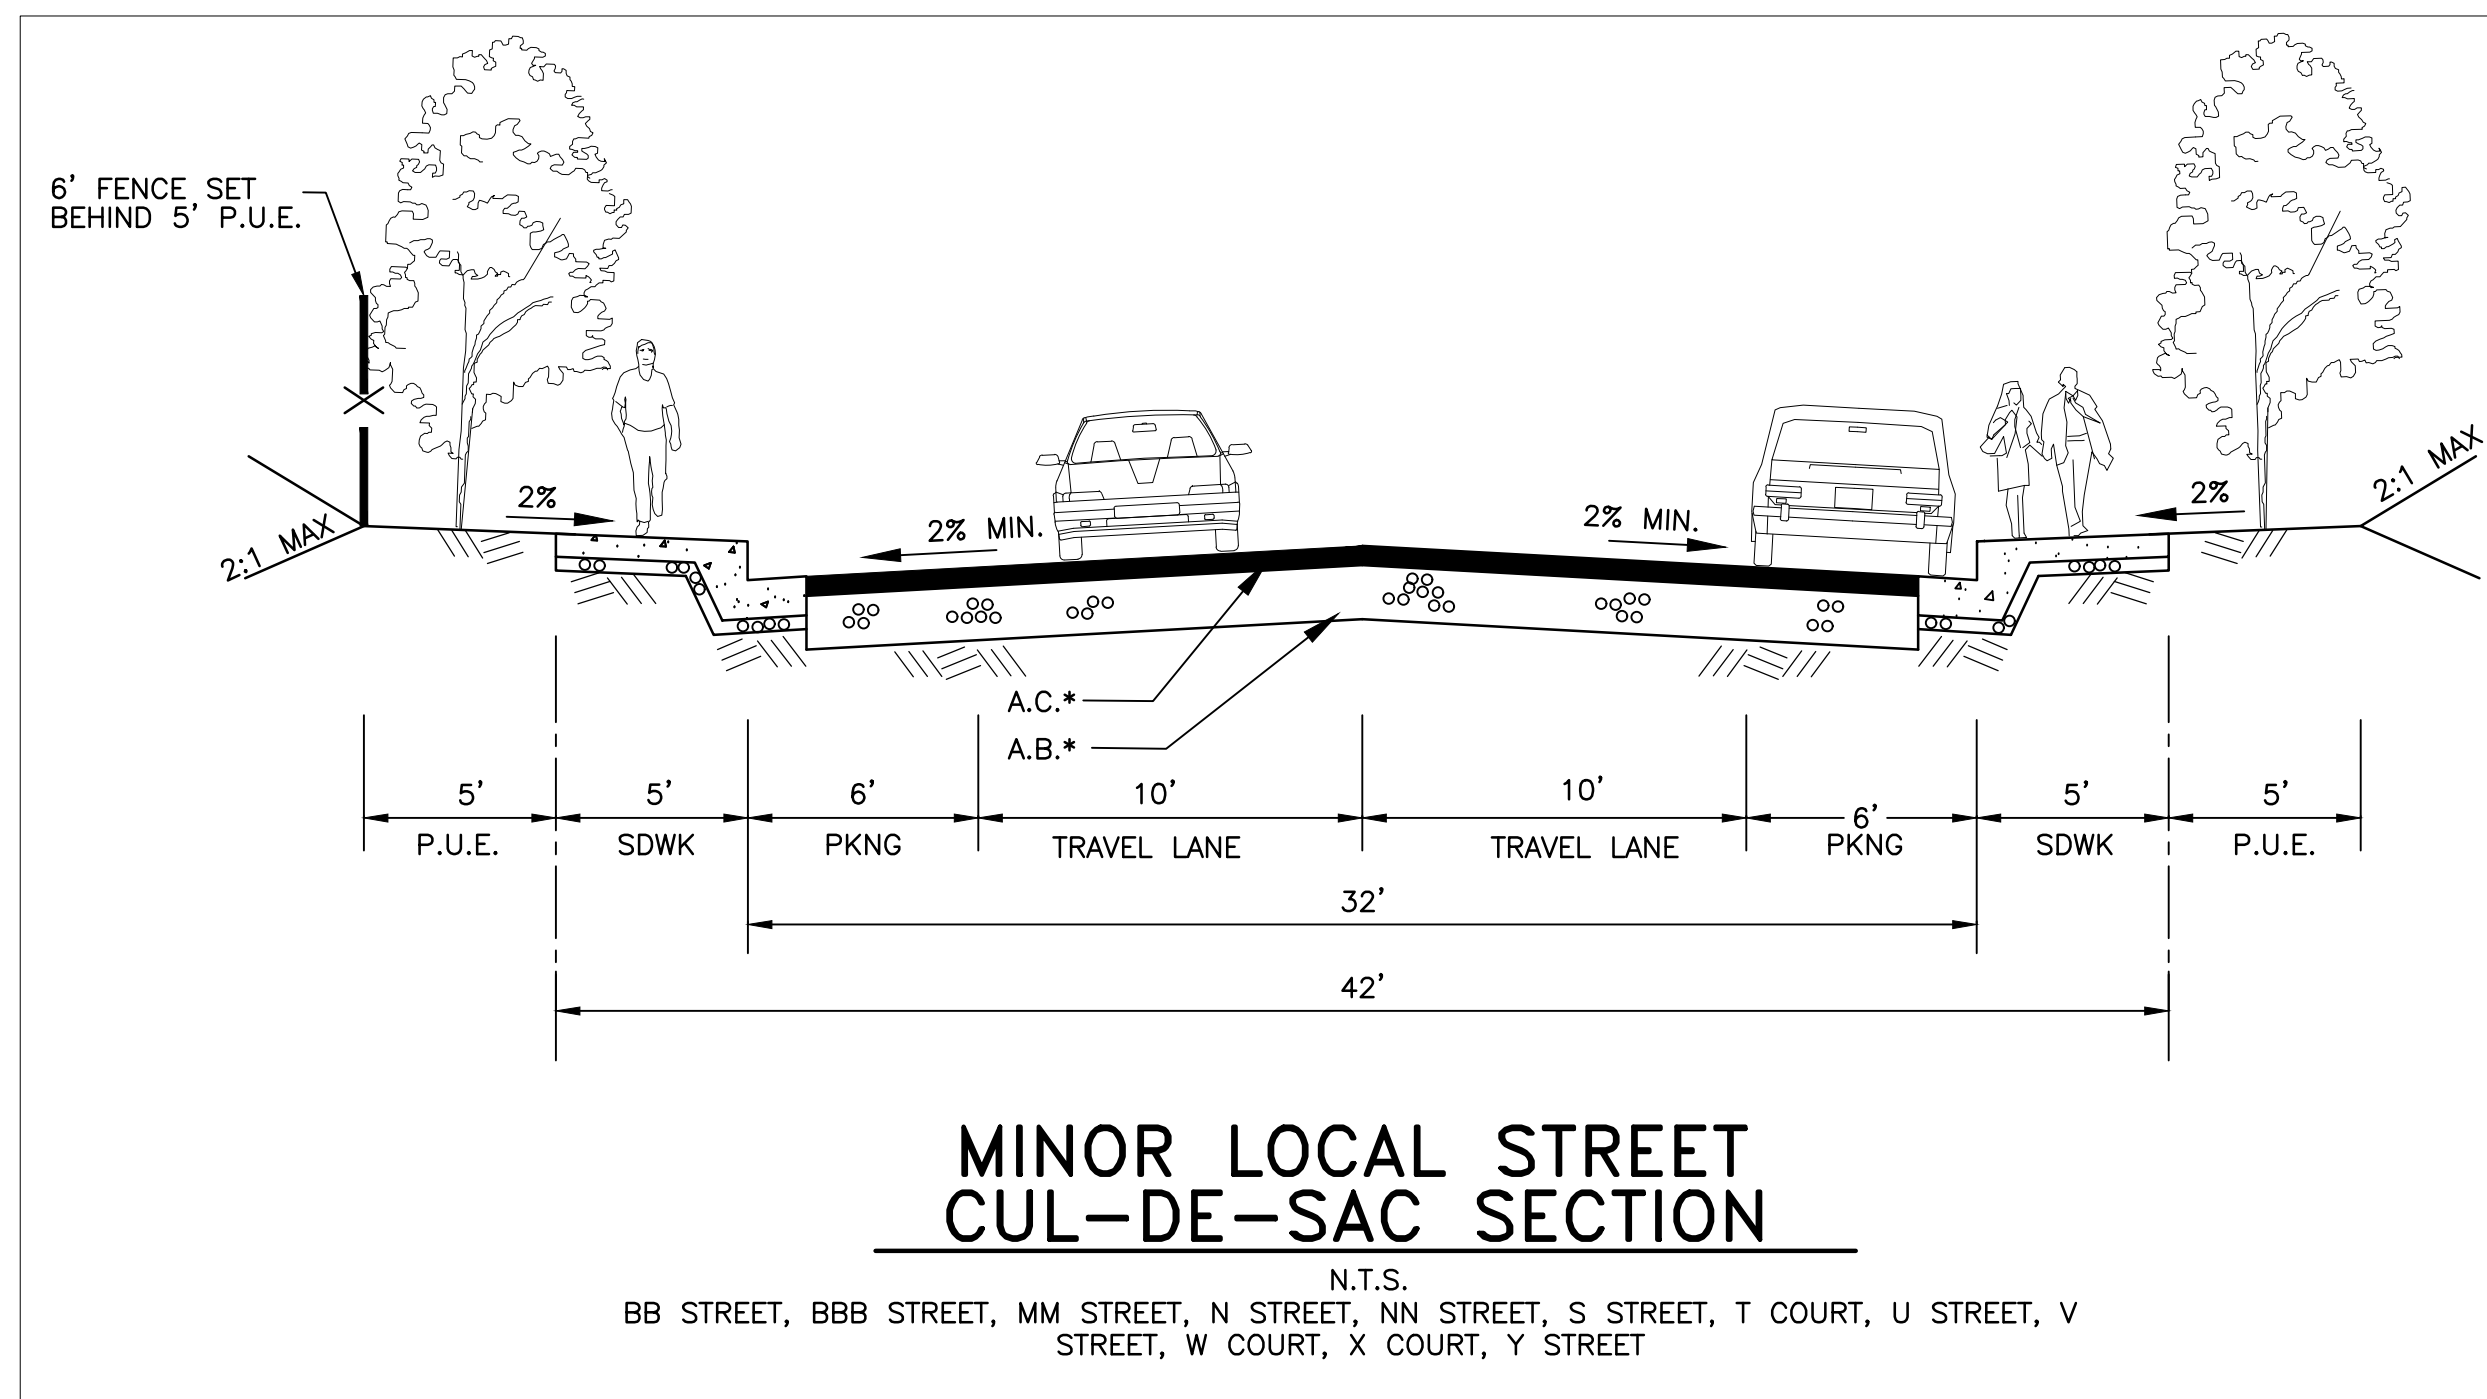 6' FENCE SET
BEHIND 5' P.U.E.
2:1 MAX
2%
2% MIN.
2% MIN.
2%
2:1 MAX
A.C.*
A.B.*
5' 5' 6' 10' 10' 6' 5' 5'
P.U.E. SDWK PKNG TRAVEL LANE TRAVEL LANE PKNG SDWK P.U.E.
32'
42'
MINOR LOCAL STREET
CUL-DE-SAC SECTION
N.T.S.
BB STREET, BBB STREET, MM STREET, N STREET, NN STREET, S STREET, T COURT, U STREET, V
STREET, W COURT, X COURT, Y STREET